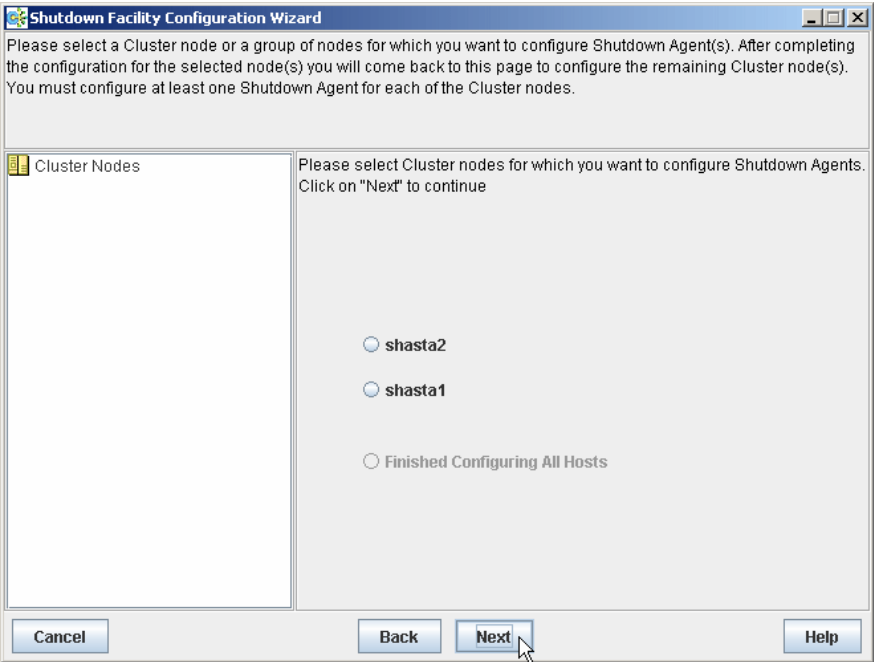 Shutdown Facility Configuration Wizard
Please select a Cluster node or a group of nodes for which you want to configure Shutdown Agent(s). After completing
the configuration for the selected node(s) you will come back to this page to configure the remaining Cluster node(s).
You must configure at least one Shutdown Agent for each of the Cluster nodes.
Cluster Nodes
Please select Cluster nodes for which you want to configure Shutdown Agents.
Click on "Next" to continue
shasta2
shasta1
Finished Configuring All Hosts
Cancel
Back
Next
Help